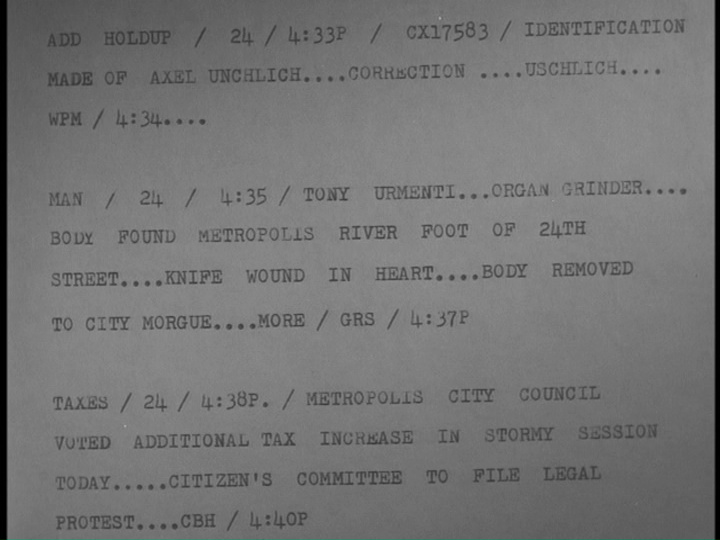 ADD HOLDUP / 24 / 4:33P / CX17583 / IDENTIFICATION
MADE OF AXEL UNCHLICH....CORRECTION ....USCHLICH....
WPM / 4:34....
MAN / 24 / 4:35 / TONY URMENTI...ORGAN GRINDER....
BODY FOUND METROPOLIS RIVER FOOT OF 24TH
STREET....KNIFE WOUND IN HEART....BODY REMOVED
TO CITY MORGUE....MORE / GRS / 4:37P
TAXES / 24 / 4:38P. / METROPOLIS CITY COUNCIL
VOTED ADDITIONAL TAX INCREASE IN STORMY SESSION
TODAY.....CITIZEN'S COMMITTEE TO FILE LEGAL
PROTEST....CBH / 4:40P